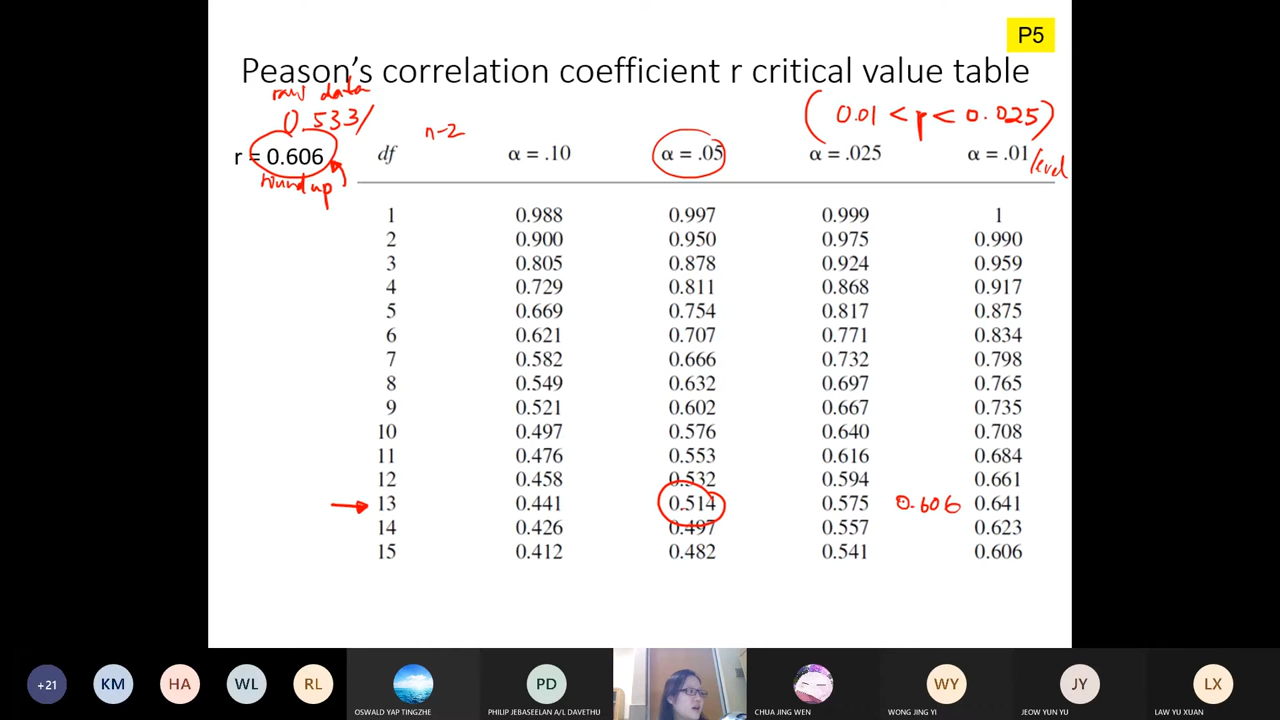 P5
Peason's correlation coefficient r critical value table
raw data
0.533/
(0.01 < p < 0.025)
n-2
r = 0.606 df α = .10 α = .05 α = .025 α = .01 /level
round up
1 0.988 0.997 0.999 1
2 0.900 0.950 0.975 0.990
3 0.805 0.878 0.924 0.959
4 0.729 0.811 0.868 0.917
5 0.669 0.754 0.817 0.875
6 0.621 0.707 0.771 0.834
7 0.582 0.666 0.732 0.798
8 0.549 0.632 0.697 0.765
9 0.521 0.602 0.667 0.735
10 0.497 0.576 0.640 0.708
11 0.476 0.553 0.616 0.684
12 0.458 0.532 0.594 0.661
13 0.441 0.514 0.575 0.606 0.641
14 0.426 0.497 0.557 0.623
15 0.412 0.482 0.541 0.606
+21 KM HA WL RL PD WY JY LX
OSWALD YAP TINGZHE PHILIP JEBASEELAN A/L DAVETHU CHUA JING WEN WONG JING YI JEOW YUN YU LAW YU XUAN